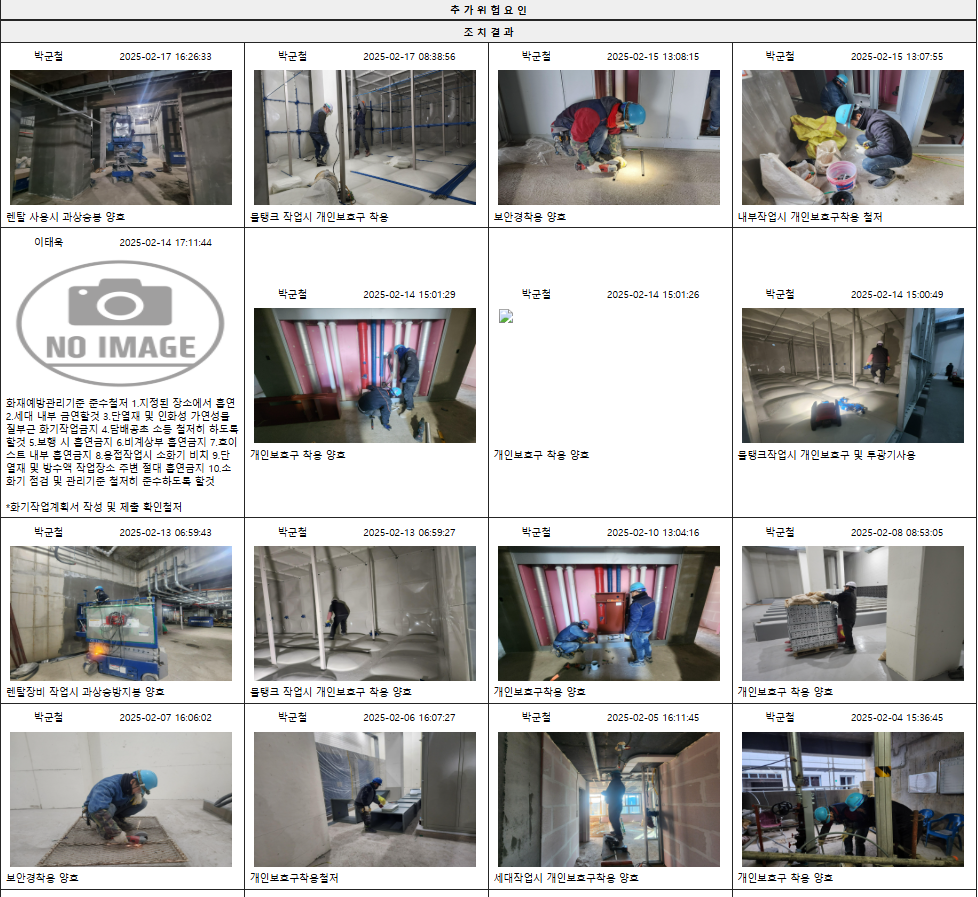 추 가 위 험 요 인
조 치 결 과
박군철 2025-02-17 16:26:33
렌탈 사용시 과상승봉 양호
박군철 2025-02-17 08:38:56
물탱크 작업시 개인보호구 착용
박군철 2025-02-15 13:08:15
보안경착용 양호
박군철 2025-02-15 13:07:55
내부작업시 개인보호구착용 철저
이태욱 2025-02-14 17:11:44
NO IMAGE
화재예방관리기준 준수철저 1.지정된 장소에서 흡연
2.세대 내부 금연할것 3.단열재 및 인화성 가연성물
질부근 화기작업금지 4.담배공초 소등 철저히 하도록
할것 5.보행 시 흡연금지 6.비계상부 흡연금지 7.호이
스트 내부 흡연금지 8.용접작업시 소화기 비치 9.단
열재 및 방수액 작업장소 주변 절대 흡연금지 10.소
화기 점검 및 관리기준 철저히 준수하도록 할것
*화기작업계획서 작성 및 제출 확인철저
박군철 2025-02-14 15:01:29
개인보호구 착용 양호
박군철 2025-02-14 15:01:26
개인보호구 착용 양호
박군철 2025-02-14 15:00:49
물탱크작업시 개인보호구 및 투광기사용
박군철 2025-02-13 06:59:43
렌탈장비 작업시 과상승방지봉 양호
박군철 2025-02-13 06:59:27
물탱크 작업시 개인보호구 착용 양호
박군철 2025-02-10 13:04:16
개인보호구착용 양호
박군철 2025-02-08 08:53:05
개인보호구 착용 양호
박군철 2025-02-07 16:06:02
보안경착용 양호
박군철 2025-02-06 16:07:27
개인보호구착용철저
박군철 2025-02-05 16:11:45
세대작업시 개인보호구착용 양호
박군철 2025-02-04 15:36:45
개인보호구 착용 양호